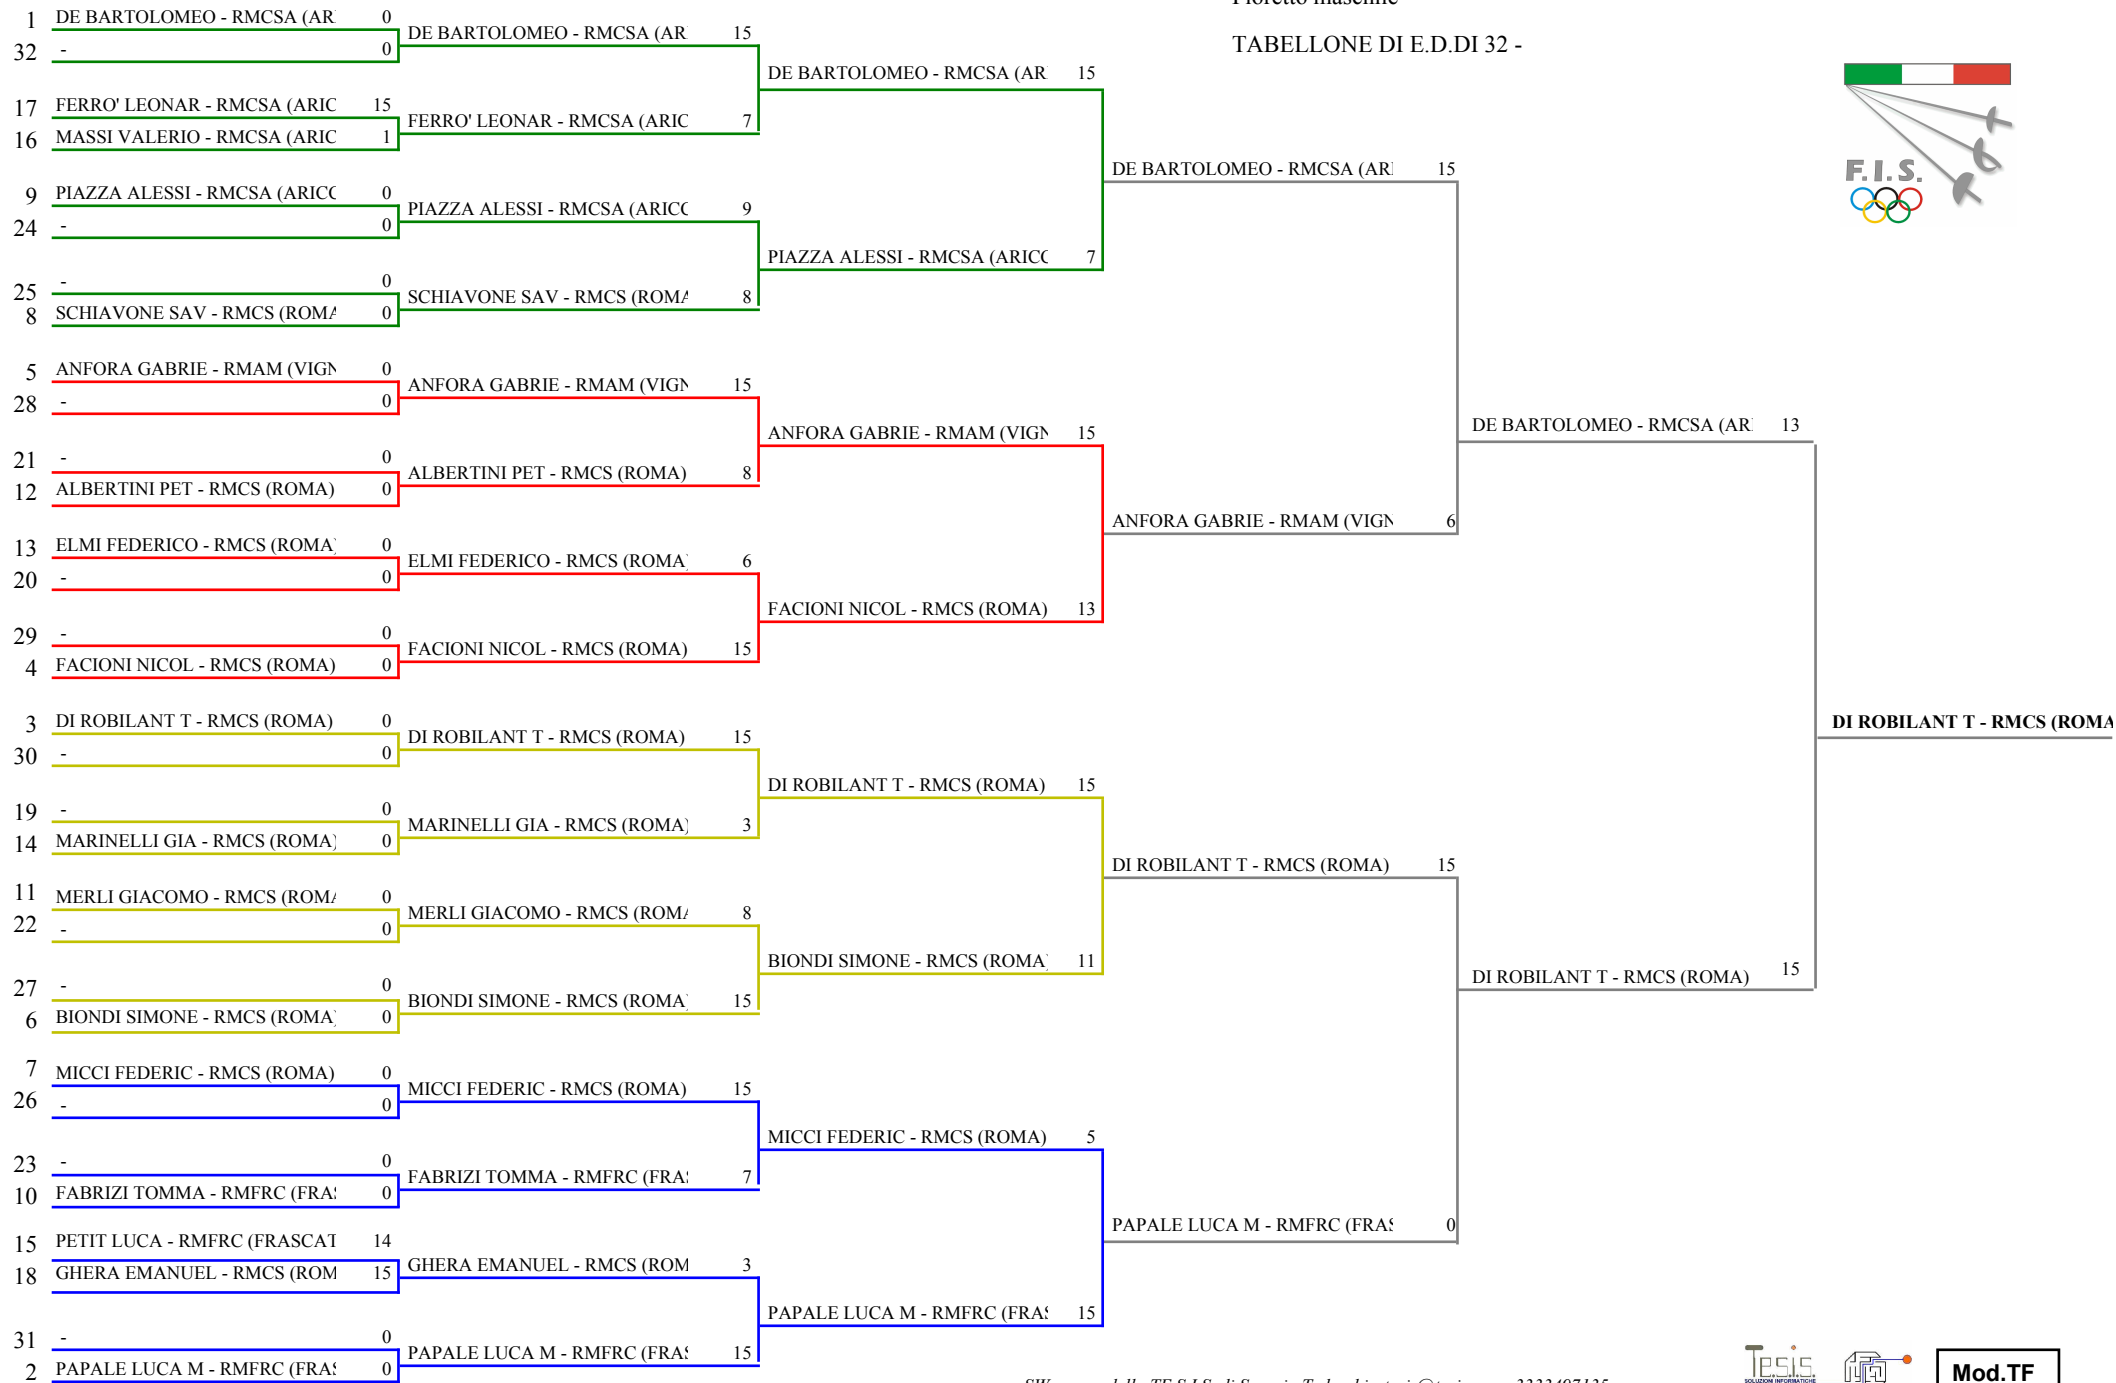 Fioretto maschile
TABELLONE DI E.D.DI 32 -
F.I.S.
1 DE BARTOLOMEO - RMCSA (AR 0
32 - 0
17 FERRO' LEONAR - RMCSA (ARIC 15
16 MASSI VALERIO - RMCSA (ARIC 1
9 PIAZZA ALESSI - RMCSA (ARICC 0
24 - 0
25 - 0
8 SCHIAVONE SAV - RMCS (ROMA 0
5 ANFORA GABRIE - RMAM (VIGN 0
28 - 0
21 - 0
12 ALBERTINI PET - RMCS (ROMA) 0
13 ELMI FEDERICO - RMCS (ROMA) 0
20 - 0
29 - 0
4 FACIONI NICOL - RMCS (ROMA) 0
3 DI ROBILANT T - RMCS (ROMA) 0
30 - 0
19 - 0
14 MARINELLI GIA - RMCS (ROMA) 0
11 MERLI GIACOMO - RMCS (ROMA 0
22 - 0
27 - 0
6 BIONDI SIMONE - RMCS (ROMA) 0
7 MICCI FEDERIC - RMCS (ROMA) 0
26 - 0
23 - 0
10 FABRIZI TOMMA - RMFRC (FRAS 0
15 PETIT LUCA - RMFRC (FRASCAT 14
18 GHERA EMANUEL - RMCS (ROM 15
31 - 0
2 PAPALE LUCA M - RMFRC (FRAS 0
DE BARTOLOMEO - RMCSA (AR 15
FERRO' LEONAR - RMCSA (ARIC 7
PIAZZA ALESSI - RMCSA (ARICC 9
SCHIAVONE SAV - RMCS (ROMA 8
ANFORA GABRIE - RMAM (VIGN 15
ALBERTINI PET - RMCS (ROMA) 8
ELMI FEDERICO - RMCS (ROMA) 6
FACIONI NICOL - RMCS (ROMA) 15
DI ROBILANT T - RMCS (ROMA) 15
MARINELLI GIA - RMCS (ROMA) 3
MERLI GIACOMO - RMCS (ROMA 8
BIONDI SIMONE - RMCS (ROMA) 15
MICCI FEDERIC - RMCS (ROMA) 15
FABRIZI TOMMA - RMFRC (FRAS 7
GHERA EMANUEL - RMCS (ROM 3
PAPALE LUCA M - RMFRC (FRAS 15
DE BARTOLOMEO - RMCSA (AR 15
PIAZZA ALESSI - RMCSA (ARICC 7
ANFORA GABRIE - RMAM (VIGN 15
FACIONI NICOL - RMCS (ROMA) 13
DI ROBILANT T - RMCS (ROMA) 15
BIONDI SIMONE - RMCS (ROMA) 11
MICCI FEDERIC - RMCS (ROMA) 5
PAPALE LUCA M - RMFRC (FRAS 15
DE BARTOLOMEO - RMCSA (AR 15
ANFORA GABRIE - RMAM (VIGN 6
DI ROBILANT T - RMCS (ROMA) 15
PAPALE LUCA M - RMFRC (FRAS 0
DE BARTOLOMEO - RMCSA (AR 13
DI ROBILANT T - RMCS (ROMA) 15
DI ROBILANT T - RMCS (ROMA
Te.s.i.s.
SOLUZIONI INFORMATICHE
Mod.TF